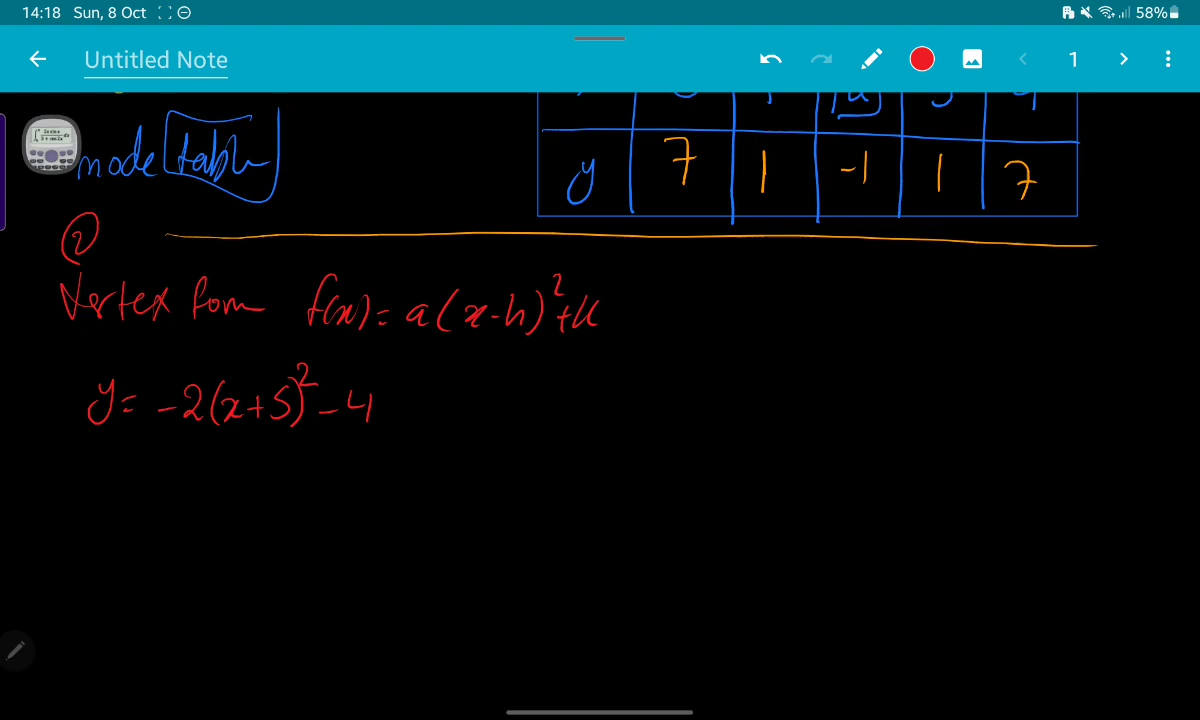 14:18 Sun, 8 Oct 58%
Untitled Note 1
mode table
y 7 1 -1 1 7
2
Vertex form f(x)= a(x-h)²+k
y= -2(x+5)²-4